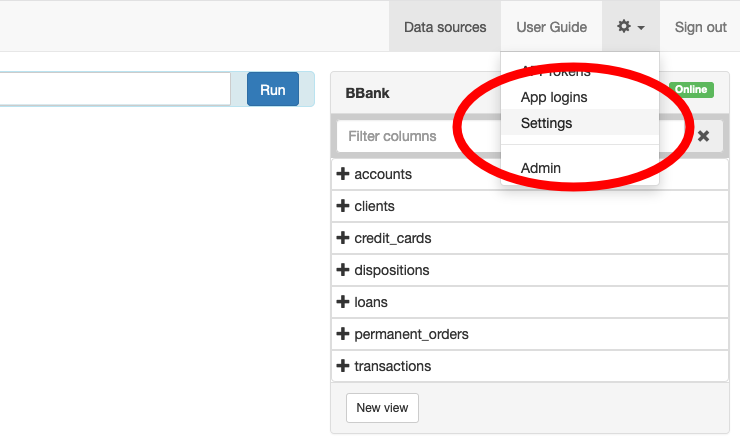 Data sources
User Guide
Sign out
API Tokens
Run
BBank
Online
App logins
Settings
Filter columns
Admin
accounts
clients
credit_cards
dispositions
loans
permanent_orders
transactions
New view